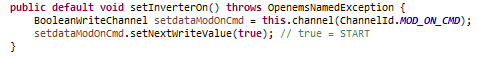 public default void setInverterOn() throws OpenemsNamedException {
    BooleanWriteChannel setdataModOnCmd = this.channel(ChannelId.MOD_ON_CMD);
    setdataModOnCmd.setNextWriteValue(true); // true = START
}